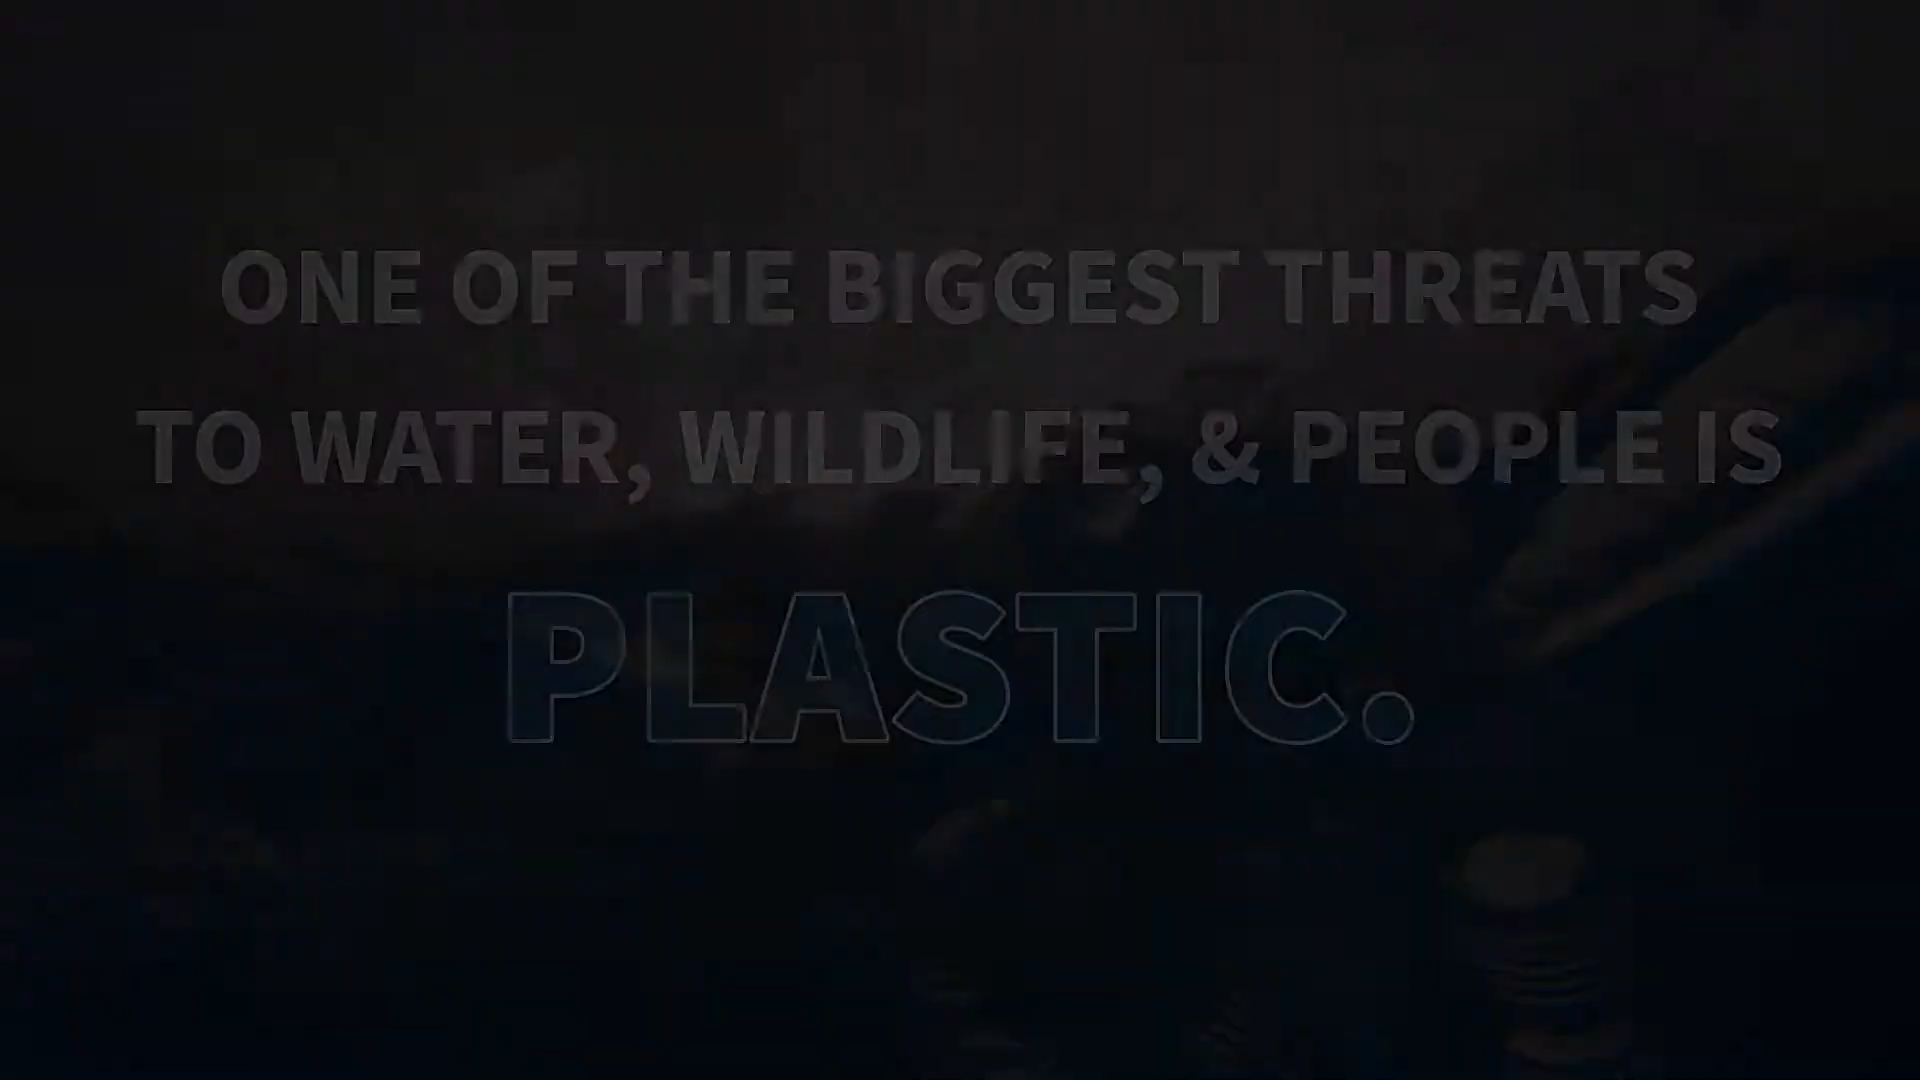 ONE OF THE BIGGEST THREATS
TO WATER, WILDLIFE, & PEOPLE IS
PLASTIC.